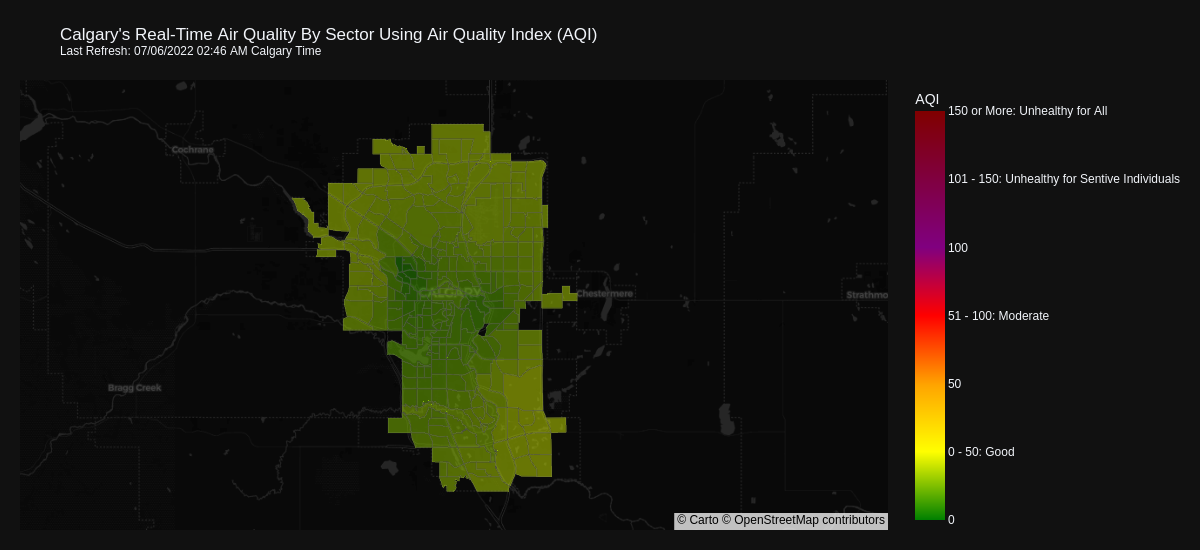 Calgary's Real-Time Air Quality By Sector Using Air Quality Index (AQI)
Last Refresh: 07/06/2022 02:46 AM Calgary Time
AQI
150 or More: Unhealthy for All
Cochrane
101 - 150: Unhealthy for Sentive Individuals
100
CALGARY
Chestermere
Strathmo
51 - 100: Moderate
50
Bragg Creek
0 - 50: Good
0
© Carto © OpenStreetMap contributors